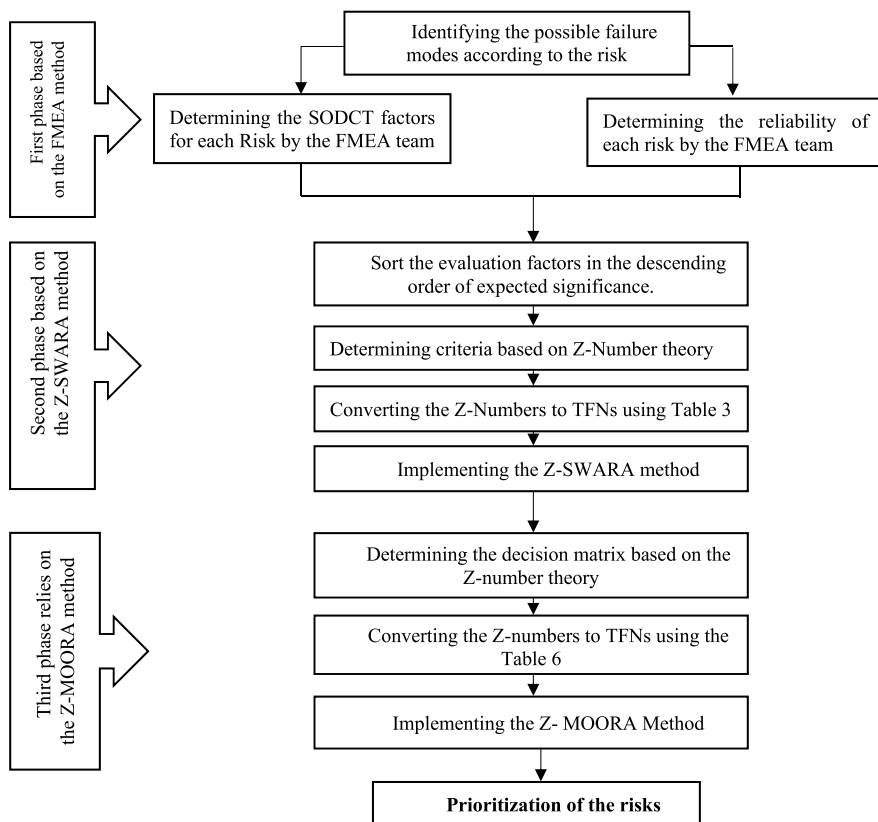 Identifying the possible failure
modes according to the risk
First phase based
on the FMEA method
Determining the SODCT factors
for each Risk by the FMEA team
Determining the reliability of
each risk by the FMEA team
Second phase based on
the Z-SWARA method
Sort the evaluation factors in the descending
order of expected significance.
Determining criteria based on Z-Number theory
Converting the Z-Numbers to TFNs using Table 3
Implementing the Z-SWARA method
Third phase relies on
the Z-MOORA method
Determining the decision matrix based on the
Z-number theory
Converting the Z-numbers to TFNs using the
Table 6
Implementing the Z- MOORA Method
Prioritization of the risks